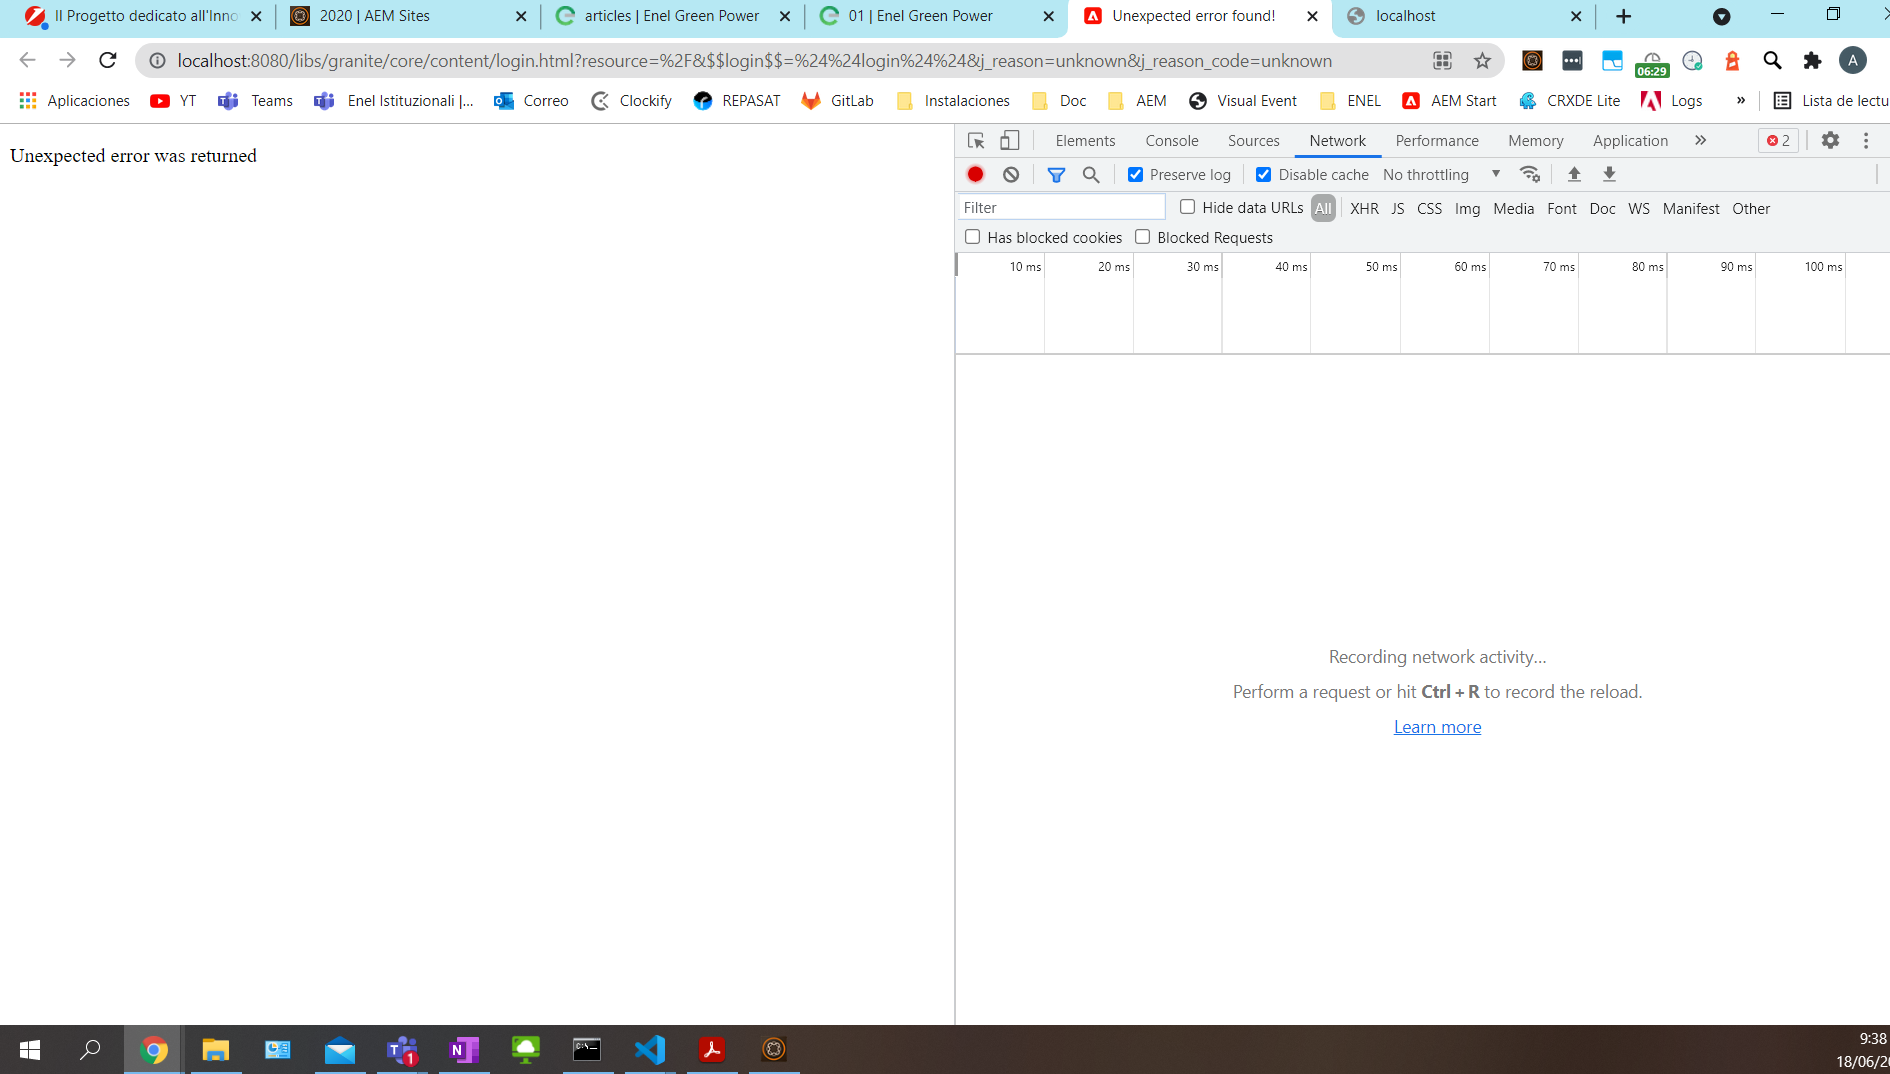 Il Progetto dedicato all'Inno
2020 | AEM Sites
articles | Enel Green Power
01 | Enel Green Power
Unexpected error found!
localhost
localhost:8080/libs/granite/core/content/login.html?resource=%2F&$$login$$=%24%24login%24%24&j_reason=unknown&j_reason_code=unknown
06:29
A
Aplicaciones YT Teams Enel Istituzionali |... Correo Clockify REPASAT GitLab Instalaciones Doc AEM Visual Event ENEL AEM Start CRXDE Lite Logs » Lista de lectu
Unexpected error was returned
Elements Console Sources Network Performance Memory Application 2
Preserve log Disable cache No throttling
Filter Hide data URLs All XHR JS CSS Img Media Font Doc WS Manifest Other
Has blocked cookies Blocked Requests
10 ms 20 ms 30 ms 40 ms 50 ms 60 ms 70 ms 80 ms 90 ms 100 ms
Recording network activity...
Perform a request or hit Ctrl + R to record the reload.
Learn more
1
9:38
18/06/20